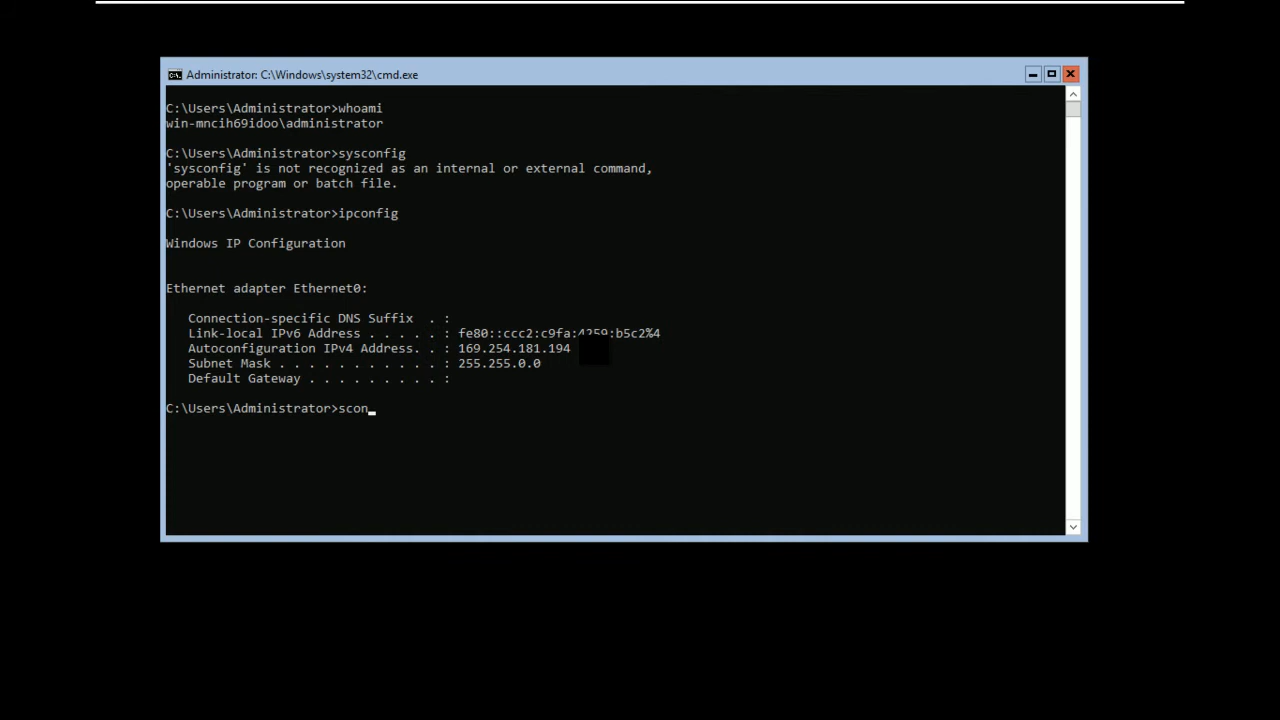 Administrator: C:\Windows\system32\cmd.exe
C:\Users\Administrator>whoami
win-mncih69idoo\administrator
C:\Users\Administrator>sysconfig
'sysconfig' is not recognized as an internal or external command,
operable program or batch file.
C:\Users\Administrator>ipconfig
Windows IP Configuration
Ethernet adapter Ethernet0:
Connection-specific DNS Suffix  . :
Link-local IPv6 Address . . . . . : fe80::ccc2:c9fa:4259:b5c2%4
Autoconfiguration IPv4 Address. . : 169.254.181.194
Subnet Mask . . . . . . . . . . . : 255.255.0.0
Default Gateway . . . . . . . . . :
C:\Users\Administrator>scon